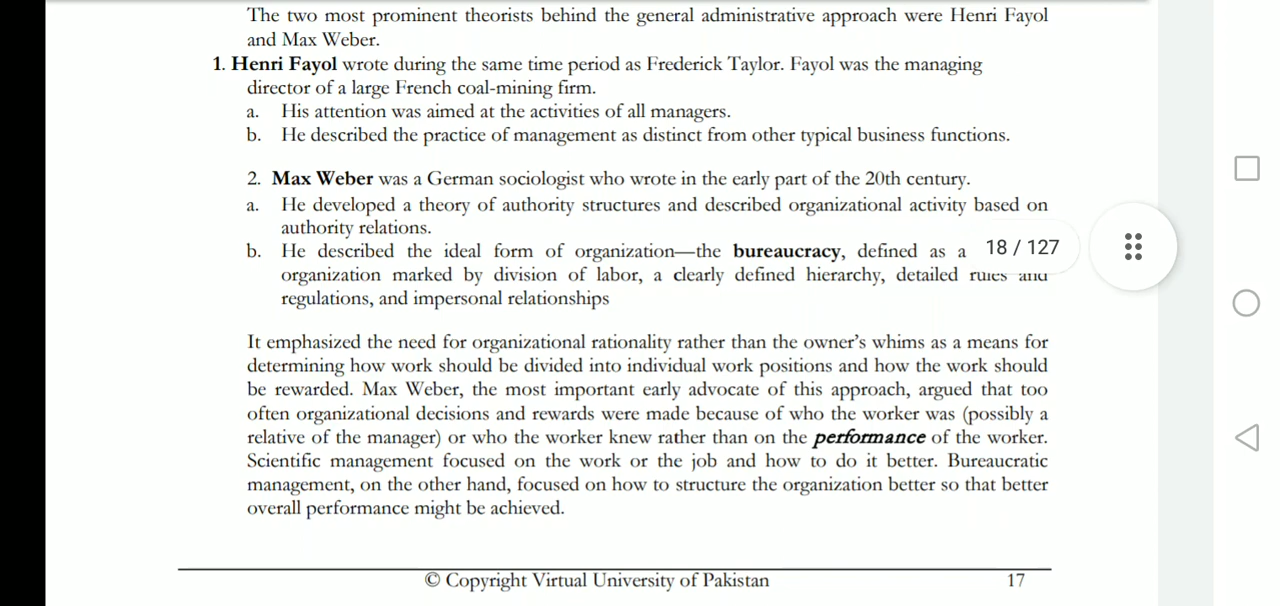 The two most prominent theorists behind the general administrative approach were Henri Fayol
and Max Weber.
1. Henri Fayol wrote during the same time period as Frederick Taylor. Fayol was the managing
director of a large French coal-mining firm.
a. His attention was aimed at the activities of all managers.
b. He described the practice of management as distinct from other typical business functions.
2. Max Weber was a German sociologist who wrote in the early part of the 20th century.
a. He developed a theory of authority structures and described organizational activity based on
authority relations.
b. He described the ideal form of organization—the bureaucracy, defined as a
18 / 127
organization marked by division of labor, a clearly defined hierarchy, detailed rules and
regulations, and impersonal relationships
It emphasized the need for organizational rationality rather than the owner's whims as a means for
determining how work should be divided into individual work positions and how the work should
be rewarded. Max Weber, the most important early advocate of this approach, argued that too
often organizational decisions and rewards were made because of who the worker was (possibly a
relative of the manager) or who the worker knew rather than on the performance of the worker.
Scientific management focused on the work or the job and how to do it better. Bureaucratic
management, on the other hand, focused on how to structure the organization better so that better
overall performance might be achieved.
© Copyright Virtual University of Pakistan 17